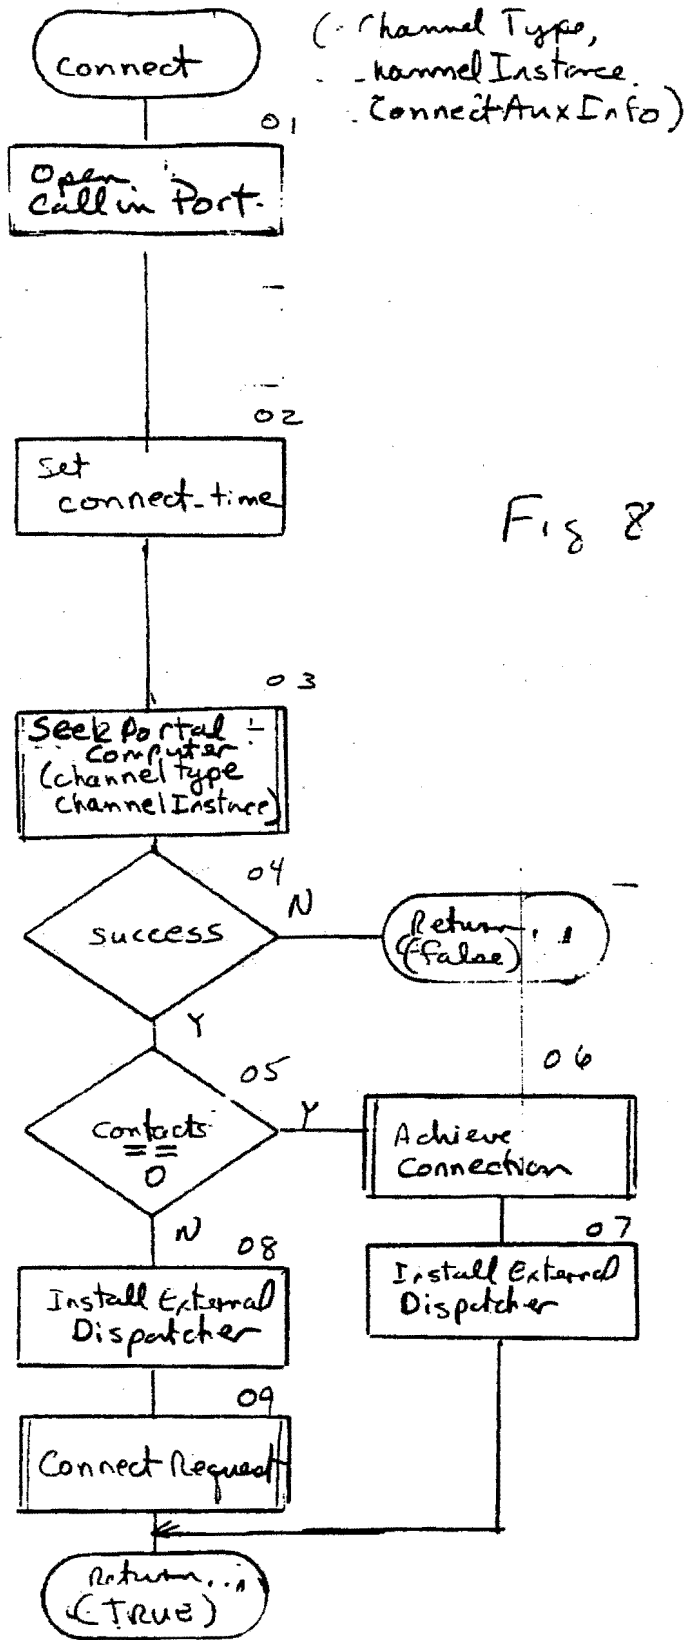 connect
(Channel Type,
Channel Instance
ConnectAuxInfo)
01
Open
Call in Port.
02
Set
connect_time
Fig 8
03
Seek Portal
Computer
(channel type
Channel Instace)
04
success
N
Return
(false)
Y
05
contacts
==
0
Y
06
Achieve
Connection
07
Install External
Dispatcher
N
08
Install External
Dispatcher
09
Connect Request
Return
(TRUE)